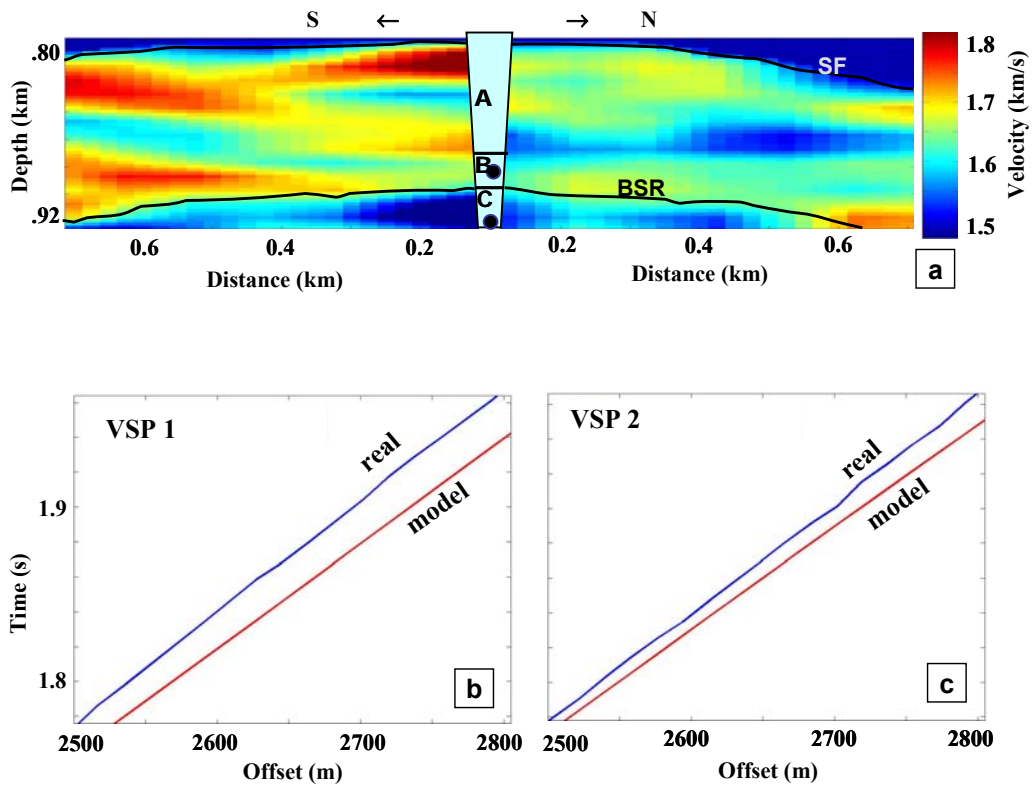 S ← → N
.80
.92
Depth (km)
A
B
C
SF
BSR
0.6 0.4 0.2 0.2 0.4 0.6
Distance (km) Distance (km)
1.8
1.7
1.6
1.5
Velocity (km/s)
a
VSP 1
real
model
1.9
1.8
Time (s)
b
2500 2600 2700 2800
Offset (m)
VSP 2
real
model
c
2500 2600 2700 2800
Offset (m)